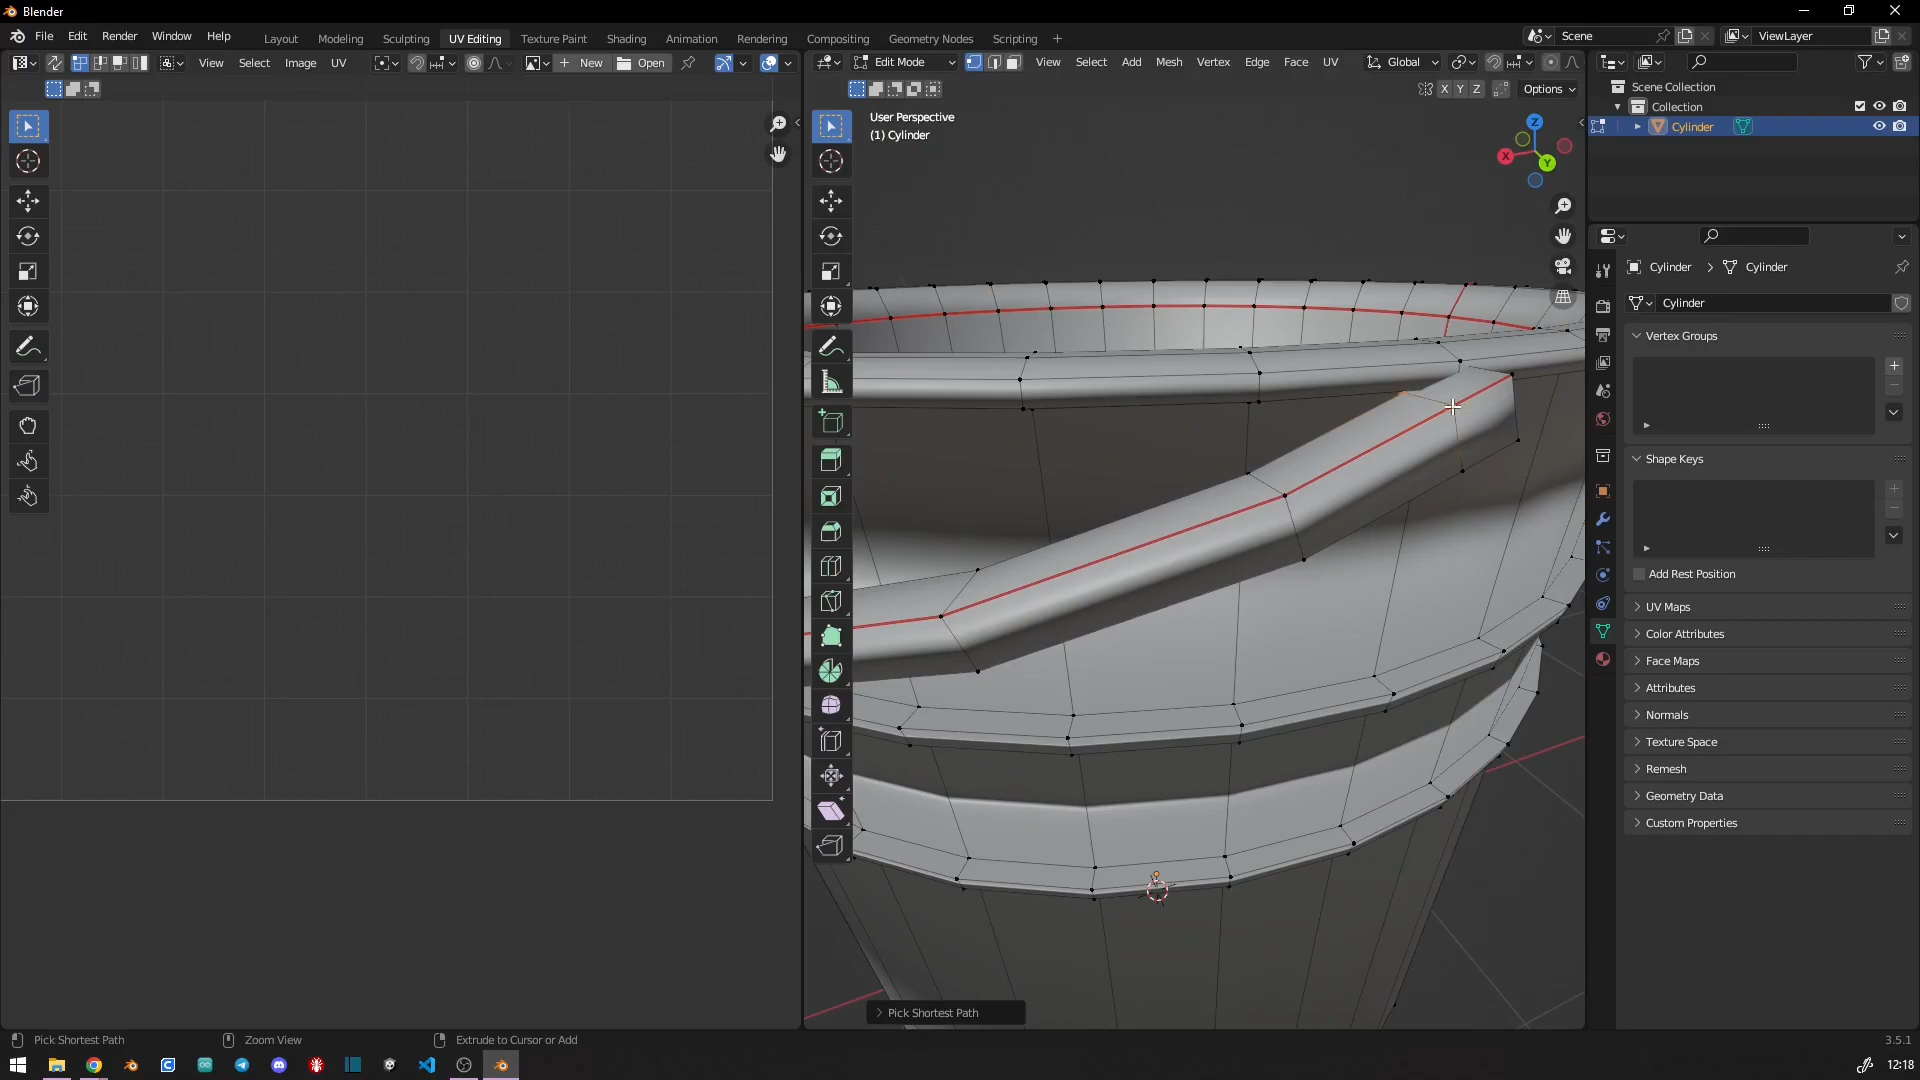 Blender
File Edit Render Window Help
Layout Modeling Sculpting UV Editing Texture Paint Shading Animation Rendering Compositing Geometry Nodes Scripting +
Scene
ViewLayer
View Select Image UV
New Open
Edit Mode
View Select Add Mesh Vertex Edge Face UV
Global
X Y Z
Options
User Perspective
(1) Cylinder
Z
X
Y
Scene Collection
Collection
Cylinder
Cylinder > Cylinder
Cylinder
Vertex Groups
Shape Keys
Add Rest Position
UV Maps
Color Attributes
Face Maps
Attributes
Normals
Texture Space
Remesh
Geometry Data
Custom Properties
> Pick Shortest Path
Pick Shortest Path Zoom View Extrude to Cursor or Add
3.5.1
12:18